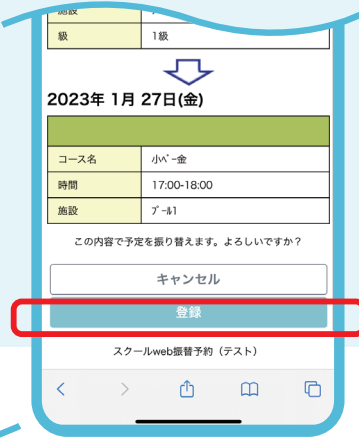 施設
級 1級
2023年 1月 27日(金)
コース名 小ﾍﾞｰ金
時間 17:00-18:00
施設 ﾌﾟｰﾙ1
この内容で予定を振り替えます。よろしいですか？
キャンセル
登録
スクールweb振替予約（テスト）